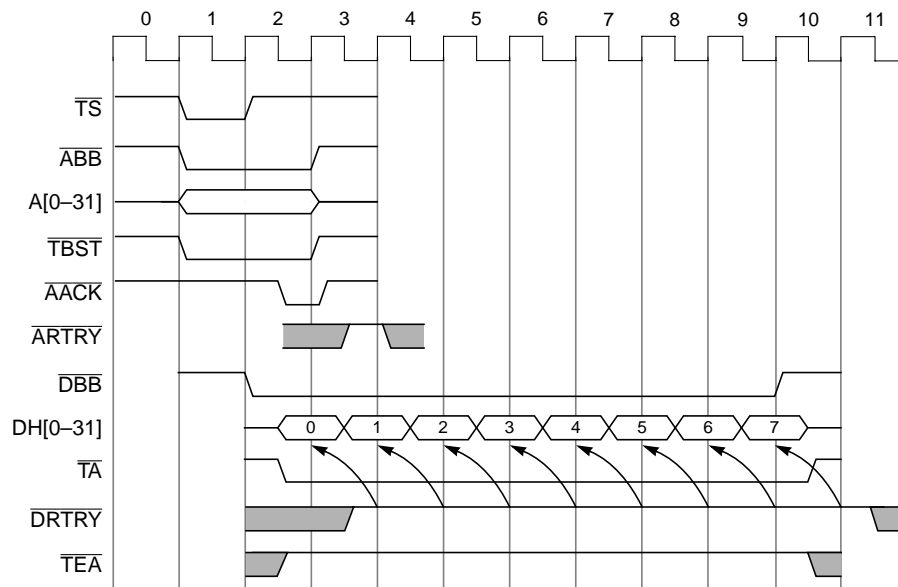 0 1 2 3 4 5 6 7 8 9 10 11
TS
ABB
A[0–31]
TBST
AACK
ARTRY
DBB
DH[0–31] 0 1 2 3 4 5 6 7
TA
DRTRY
TEA